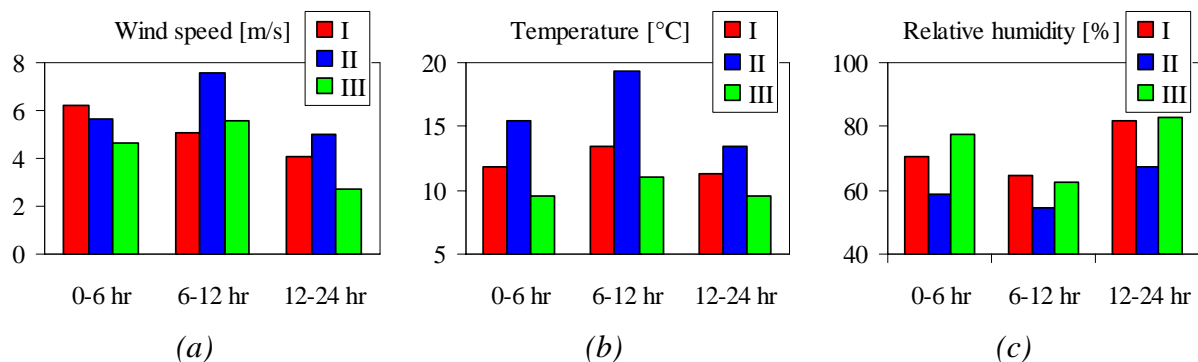 Wind speed [m/s]
I
II
III
8
6
4
2
0
0-6 hr
6-12 hr
12-24 hr
(a)
Temperature [°C]
I
II
III
20
15
10
5
0-6 hr
6-12 hr
12-24 hr
(b)
Relative humidity [%]
I
II
III
100
80
60
40
0-6 hr
6-12 hr
12-24 hr
(c)